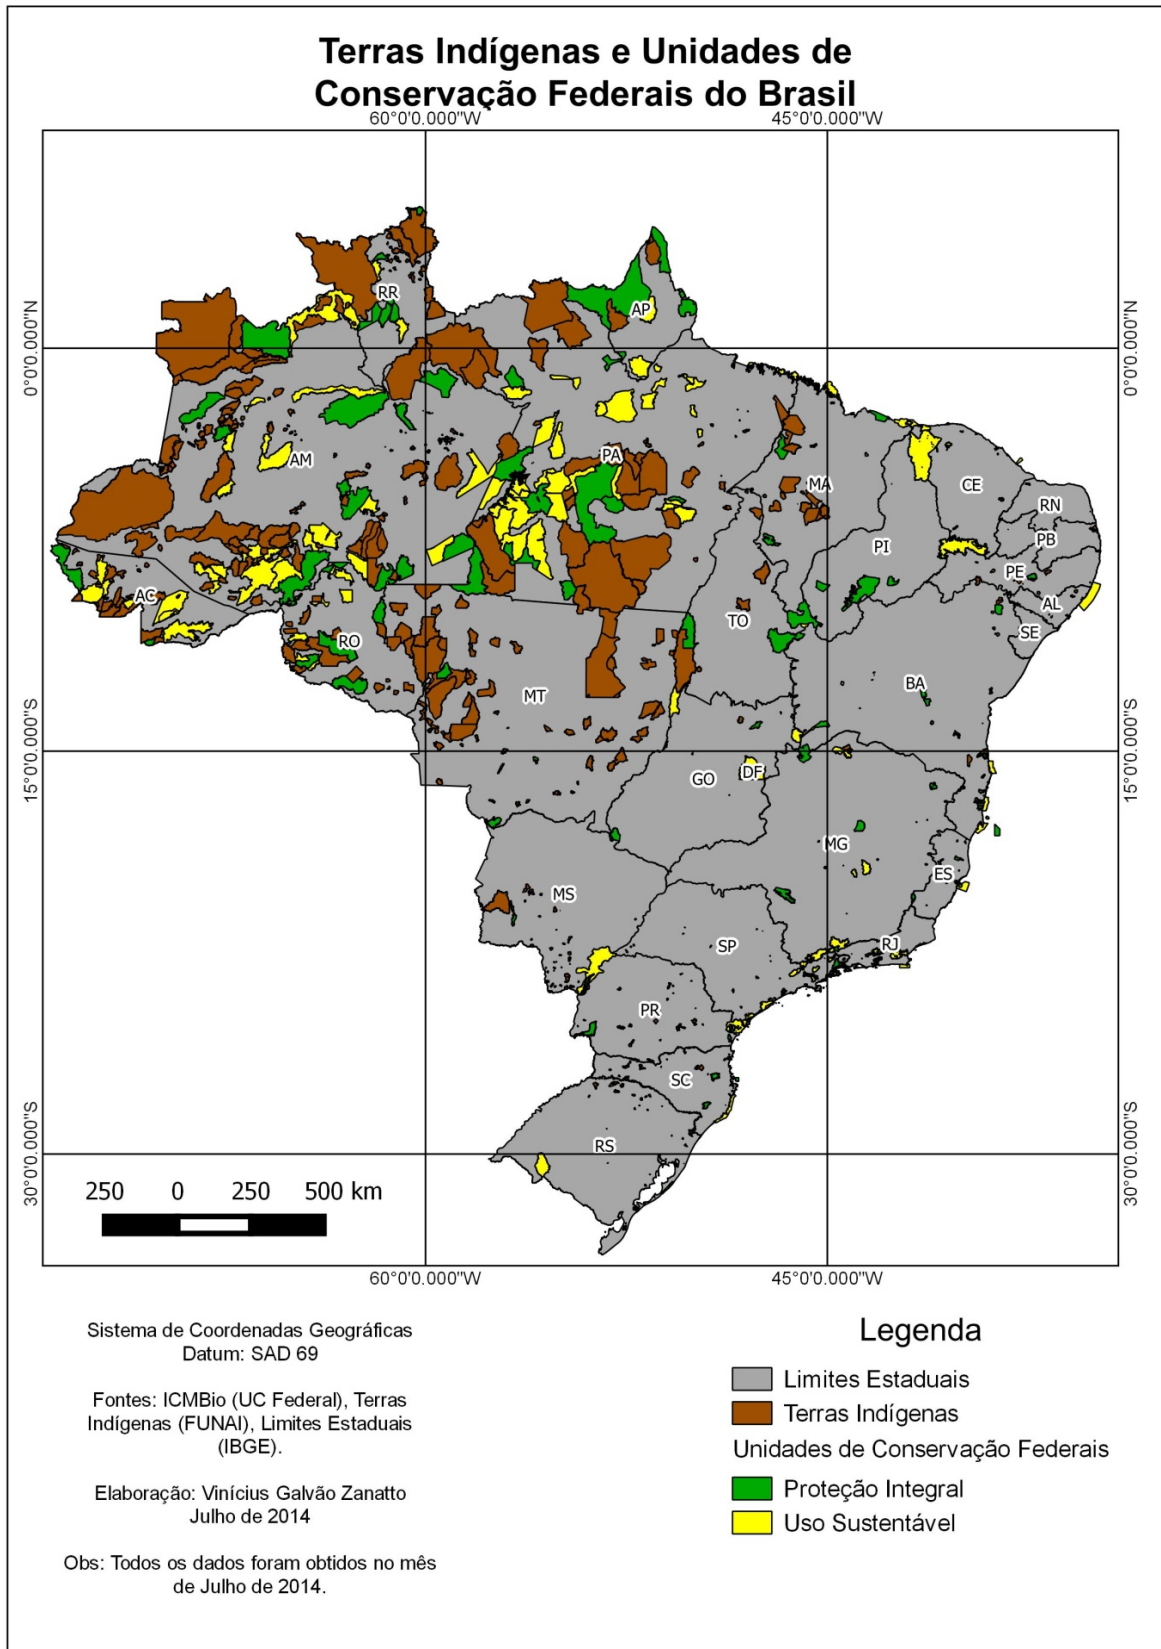 Terras Indígenas e Unidades de
Conservação Federais do Brasil
60°0'0.000"W
45°0'0.000"W
0°0'0.000"N
0°0'0.000"N
RR
AP
AM
PA
MA
CE
RN
PB
PI
PE
AL
AC
SE
TO
RO
BA
MT
15°0'0.000"S
15°0'0.000"S
GO
DF
MG
ES
MS
SP
RJ
PR
SC
RS
30°0'0.000"S
30°0'0.000"S
250 0 250 500 km
60°0'0.000"W
45°0'0.000"W
Sistema de Coordenadas Geográficas
Datum: SAD 69
Fontes: ICMBio (UC Federal), Terras
Indígenas (FUNAI), Limites Estaduais
(IBGE).
Elaboração: Vinícius Galvão Zanatto
Julho de 2014
Obs: Todos os dados foram obtidos no mês
de Julho de 2014.
Legenda
Limites Estaduais
Terras Indígenas
Unidades de Conservação Federais
Proteção Integral
Uso Sustentável